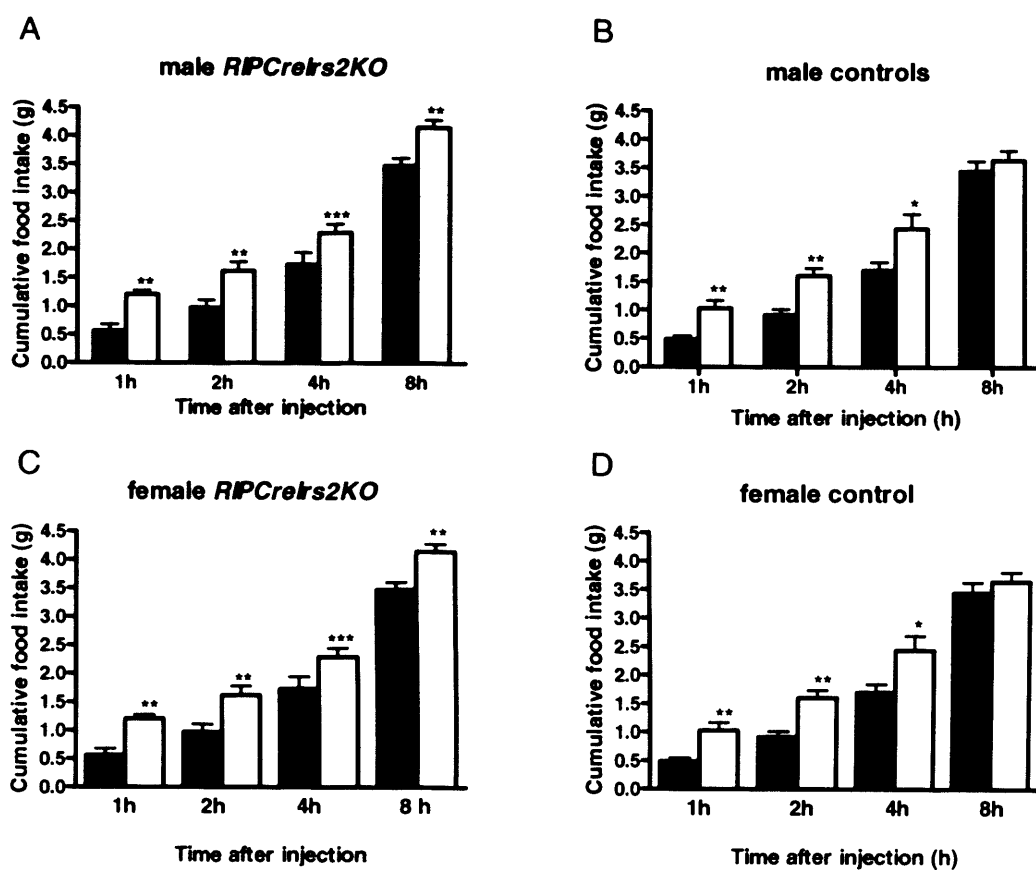 A
male RIPCreIrs2KO
Cumulative food intake (g)
4.5
4.0
3.5
3.0
2.5
2.0
1.5
1.0
0.5
0.0
**
**
***
**
1h
2h
4h
8h
Time after injection
B
male controls
Cumulative food intake (g)
4.5
4.0
3.5
3.0
2.5
2.0
1.5
1.0
0.5
0.0
**
**
*
1h
2h
4h
8h
Time after injection (h)
C
female RIPCreIrs2KO
Cumulative food intake (g)
4.5
4.0
3.5
3.0
2.5
2.0
1.5
1.0
0.5
0.0
**
**
***
**
1h
2h
4h
8 h
Time after injection
D
female control
Cumulative food intake (g)
4.5
4.0
3.5
3.0
2.5
2.0
1.5
1.0
0.5
0.0
**
**
*
1h
2h
4h
8h
Time after injection (h)